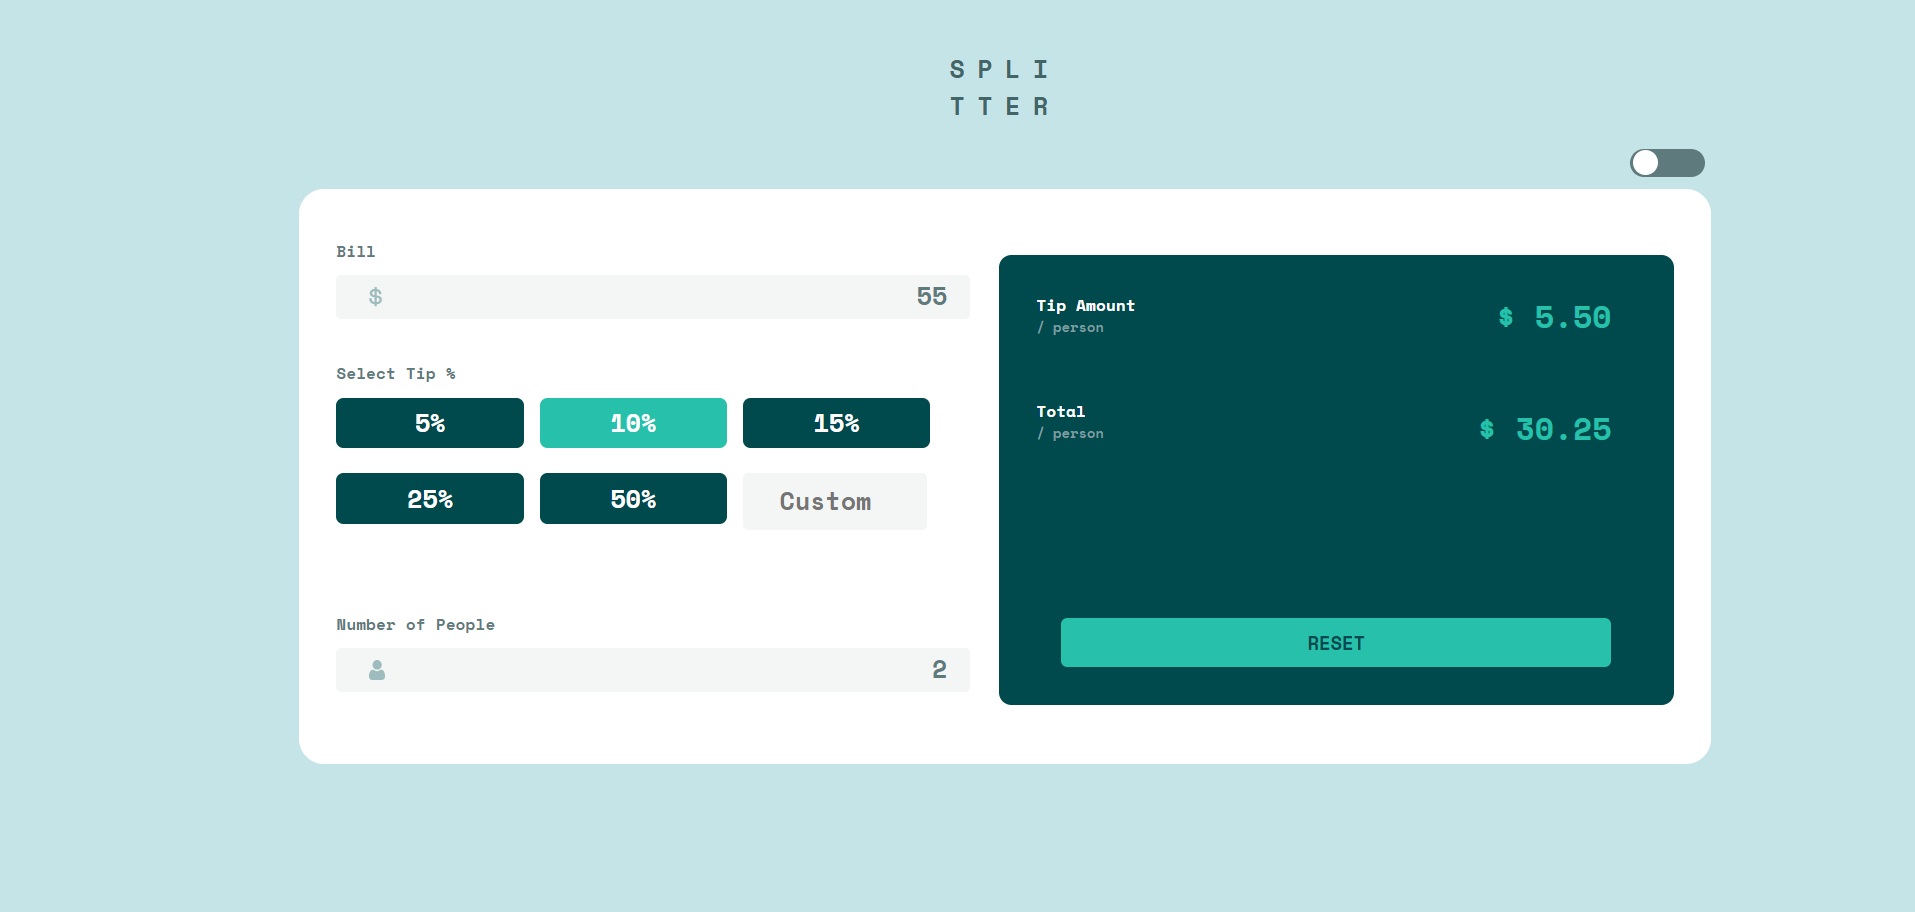 S P L I
T T E R
Bill
$ 55
Select Tip %
5% 10% 15%
25% 50% Custom
Number of People
2
Tip Amount
/ person
$ 5.50
Total
/ person
$ 30.25
RESET